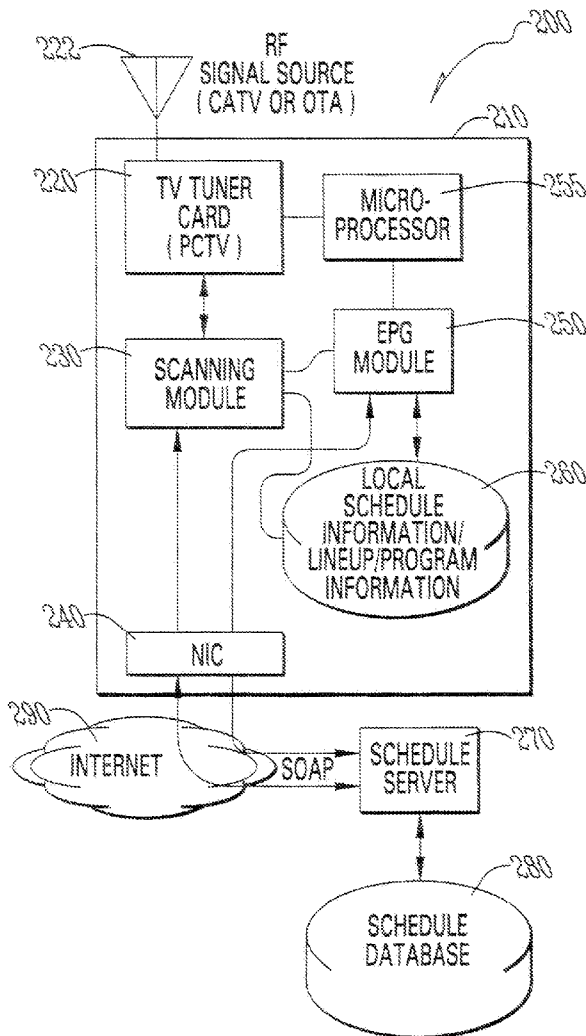 222
RF
SIGNAL SOURCE
( CATV OR OTA )
200
210
220
TV TUNER
CARD
( PCTV )
255
MICRO-
PROCESSOR
230
SCANNING
MODULE
250
EPG
MODULE
260
LOCAL
SCHEDULE
INFORMATION/
LINEUP/PROGRAM
INFORMATION
240
NIC
290
INTERNET
SOAP
270
SCHEDULE
SERVER
280
SCHEDULE
DATABASE